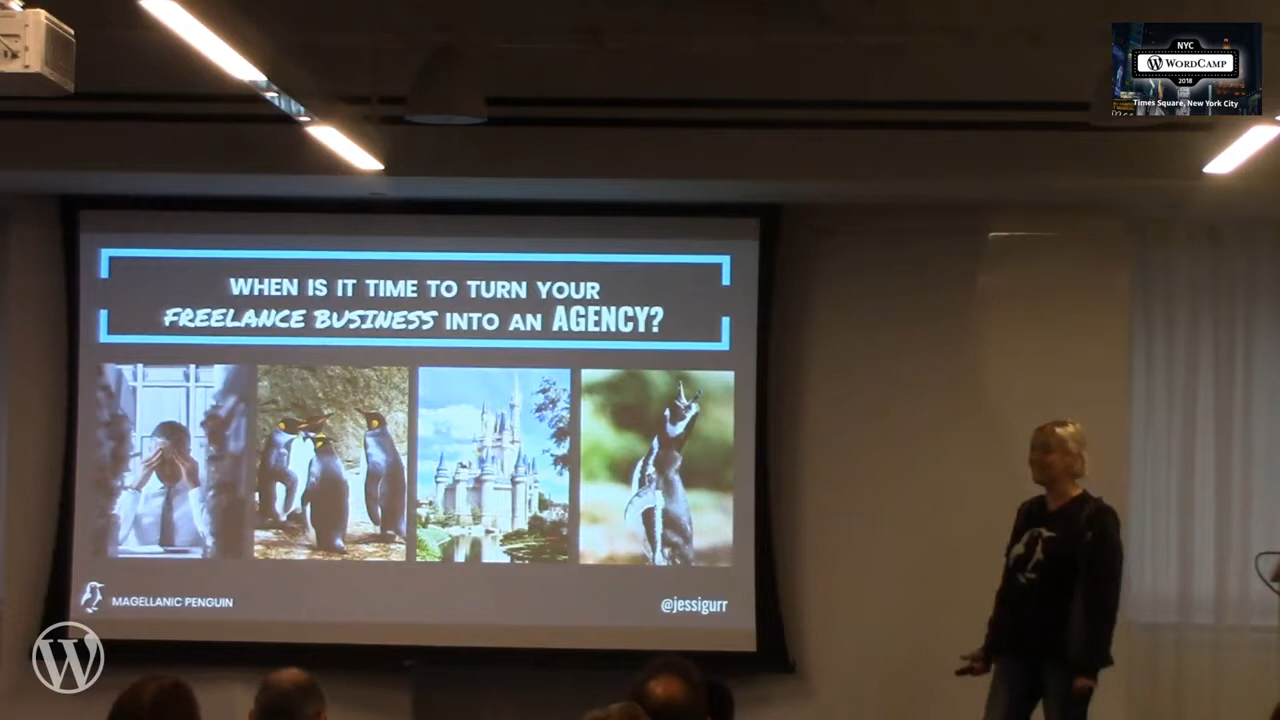 NYC
WORDCAMP
2018
Times Square, New York City
WHEN IS IT TIME TO TURN YOUR
FREELANCE BUSINESS INTO AN AGENCY?
MAGELLANIC PENGUIN
@jessigurr